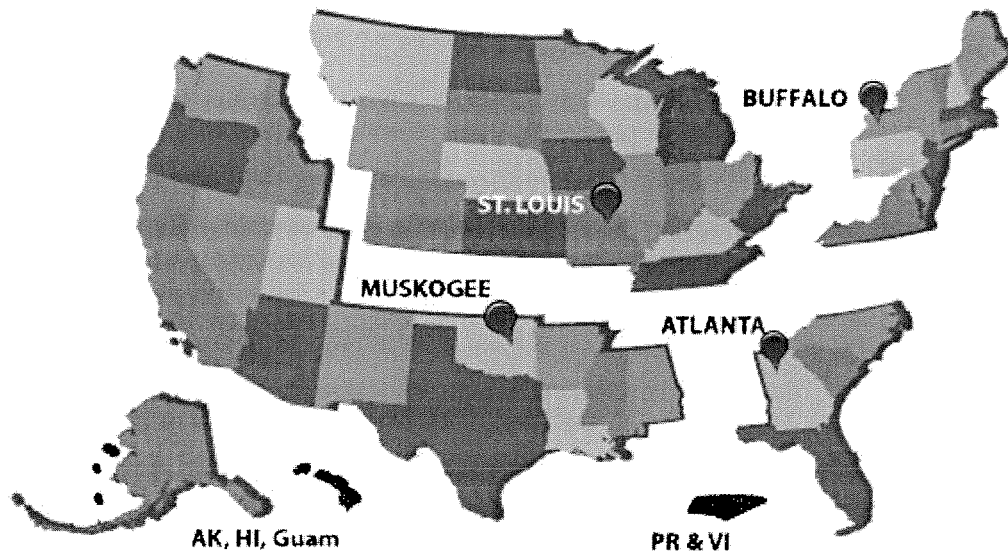 BUFFALO
ST. LOUIS
MUSKOGEE
ATLANTA
AK, HI, Guam
PR & VI